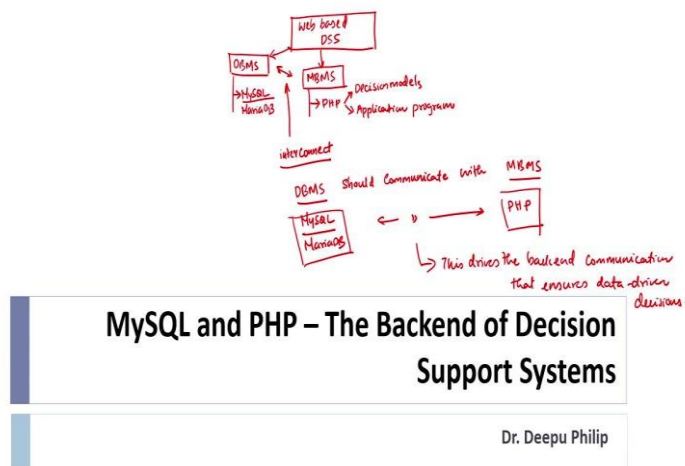 Web based
DSS
DBMS
MBMS
→ MySQL
MariaDB
→ PHP
Decision models
Application programs
interconnect
DBMS should communicate with MBMS
MySQL
MariaDB
PHP
This drives the backend communication
that ensures data-driven
decisions
MySQL and PHP – The Backend of Decision
Support Systems
Dr. Deepu Philip